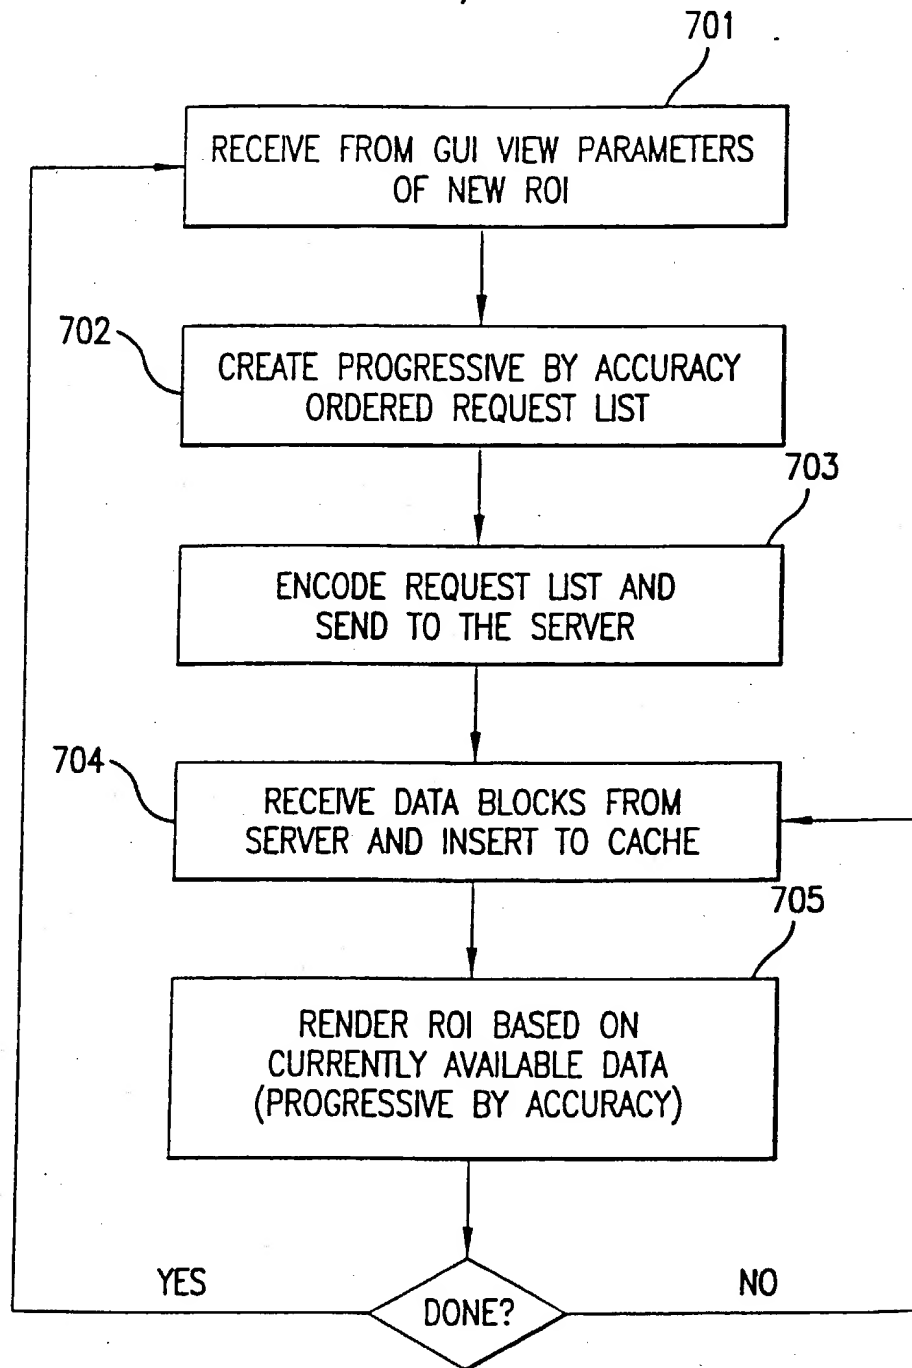 701
RECEIVE FROM GUI VIEW PARAMETERS
OF NEW ROI
702
CREATE PROGRESSIVE BY ACCURACY
ORDERED REQUEST LIST
703
ENCODE REQUEST LIST AND
SEND TO THE SERVER
704
RECEIVE DATA BLOCKS FROM
SERVER AND INSERT TO CACHE
705
RENDER ROI BASED ON
CURRENTLY AVAILABLE DATA
(PROGRESSIVE BY ACCURACY)
YES
NO
DONE?